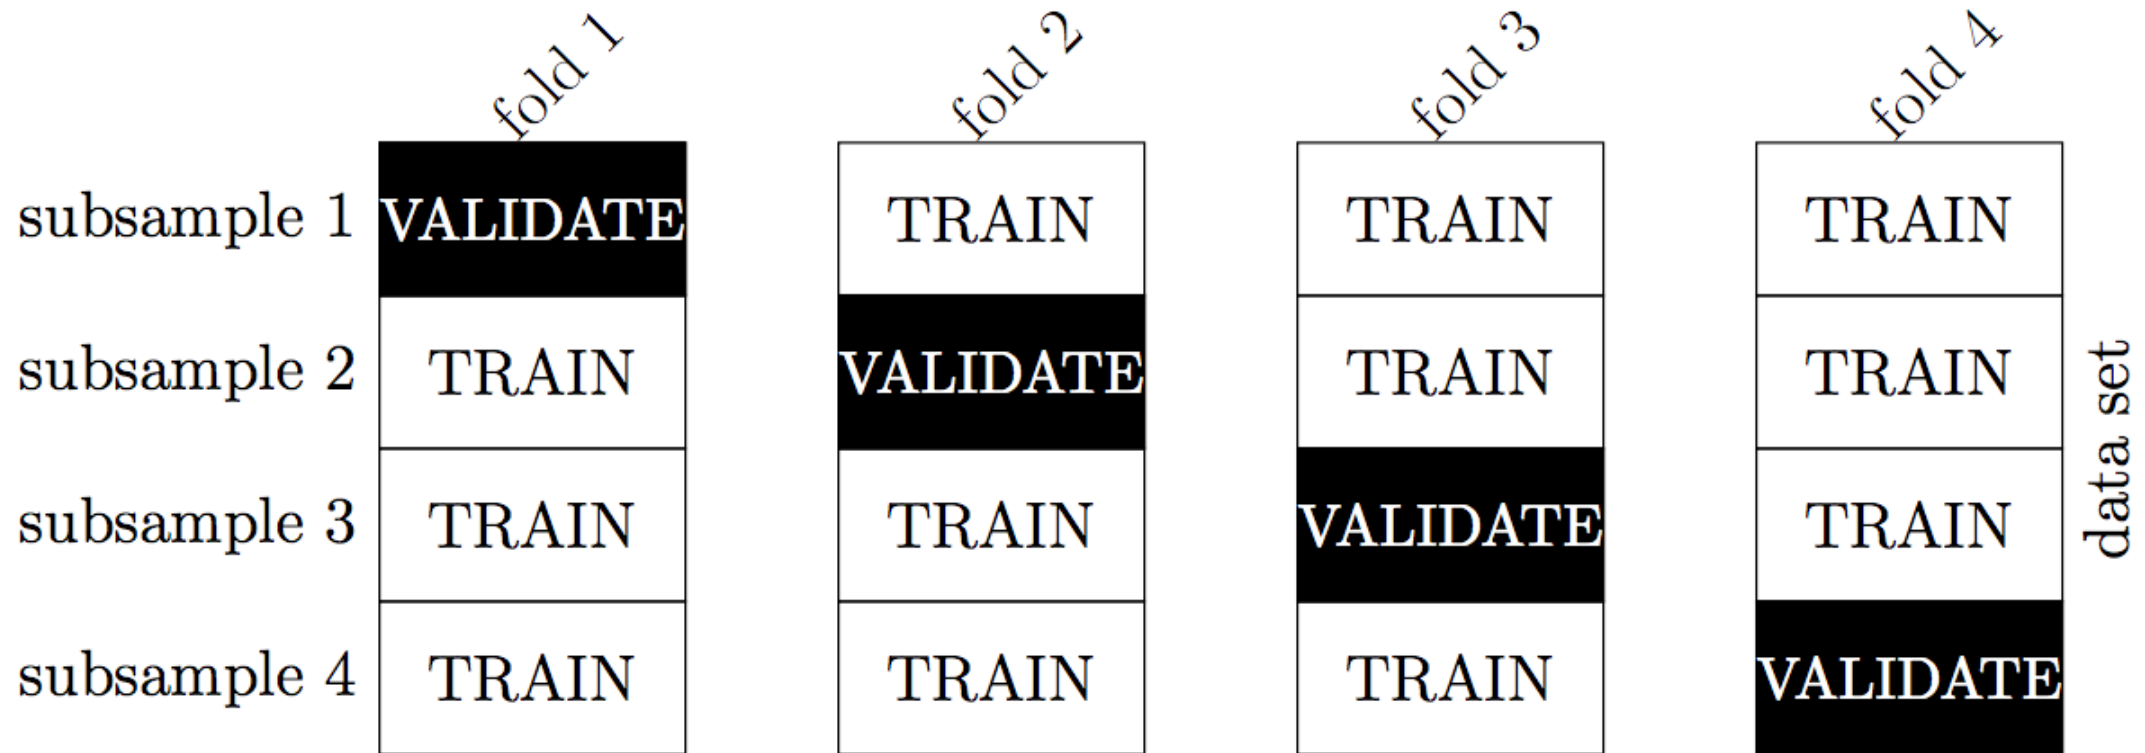 fold 1 fold 2 fold 3 fold 4
subsample 1 VALIDATE TRAIN TRAIN TRAIN
subsample 2 TRAIN VALIDATE TRAIN TRAIN
subsample 3 TRAIN TRAIN VALIDATE TRAIN
subsample 4 TRAIN TRAIN TRAIN VALIDATE
data set